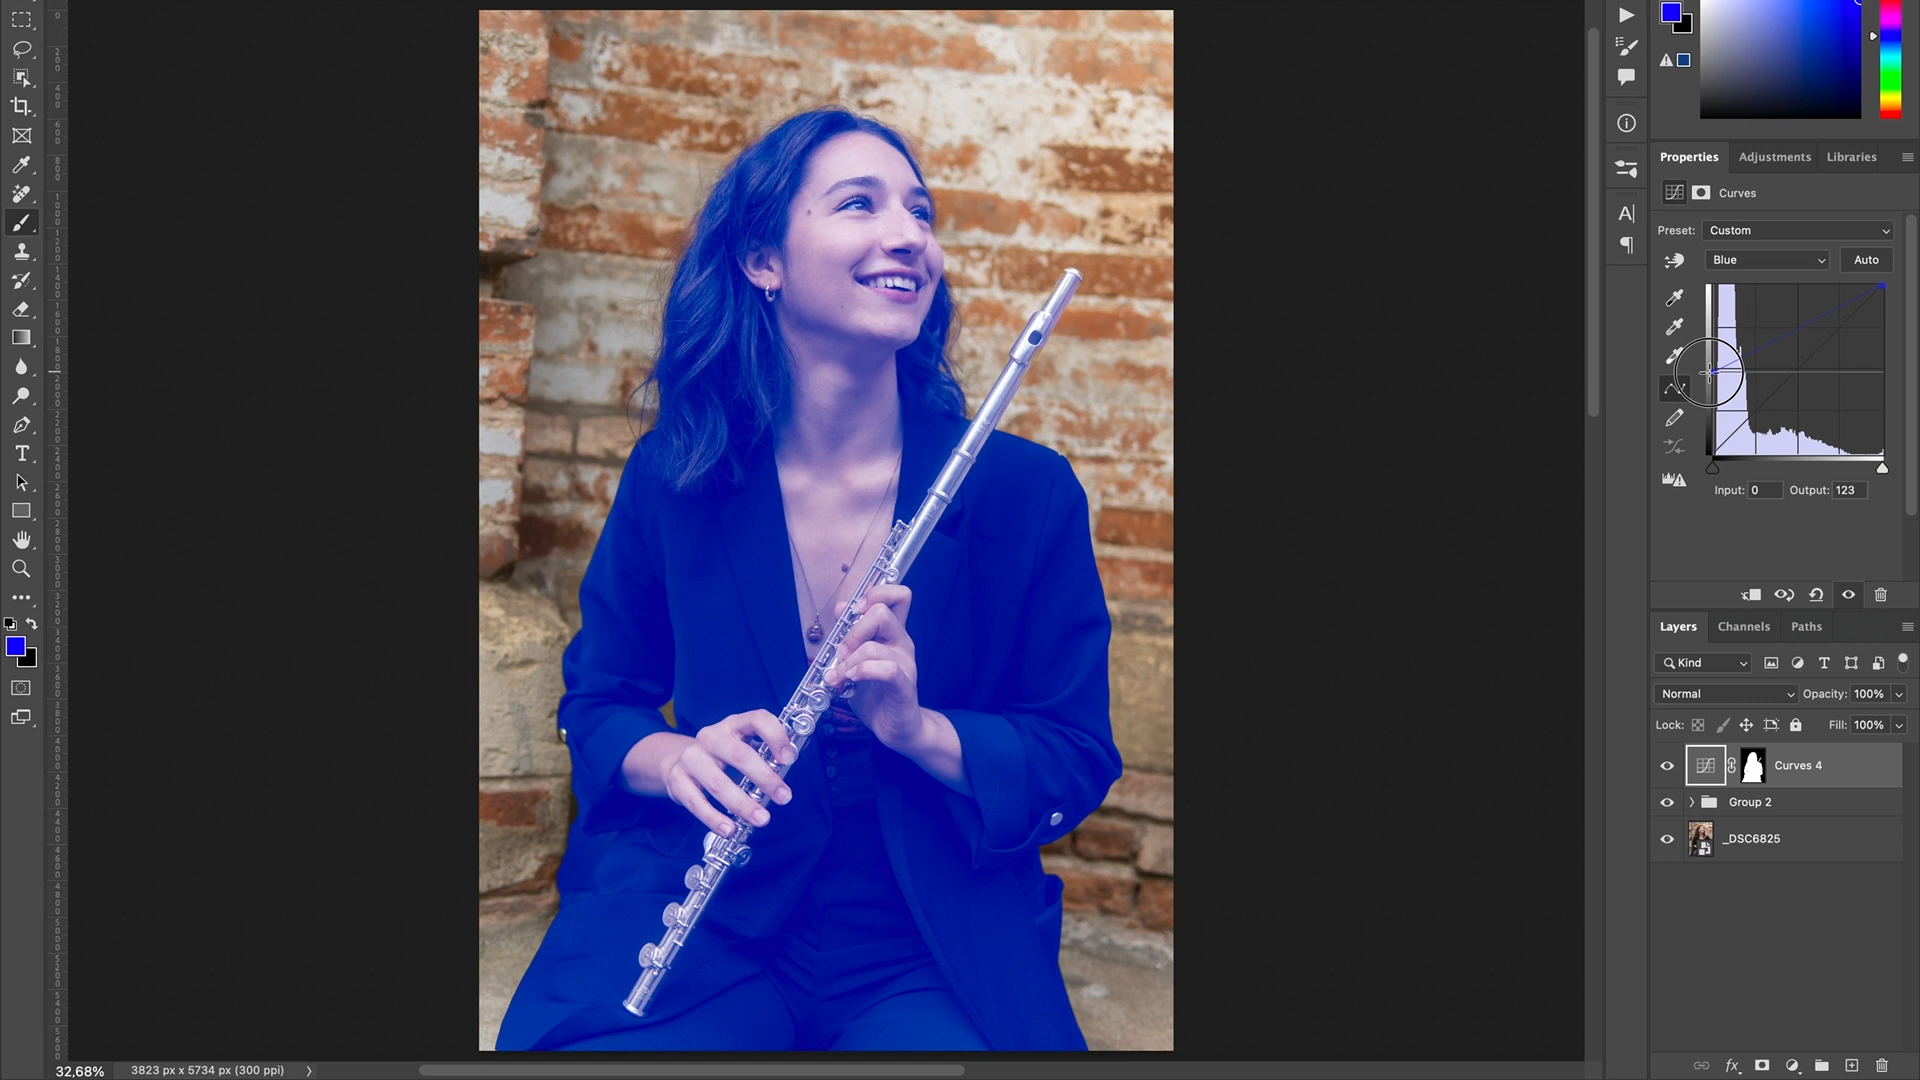 Properties
Adjustments
Libraries
Curves
Preset: Custom
Blue
Auto
Input: 0 Output: 123
Layers
Channels
Paths
Kind
Normal
Opacity: 100%
Lock:
Fill: 100%
Curves 4
Group 2
_DSC6825
fx
32,68%
3823 px x 5734 px (300 ppi)